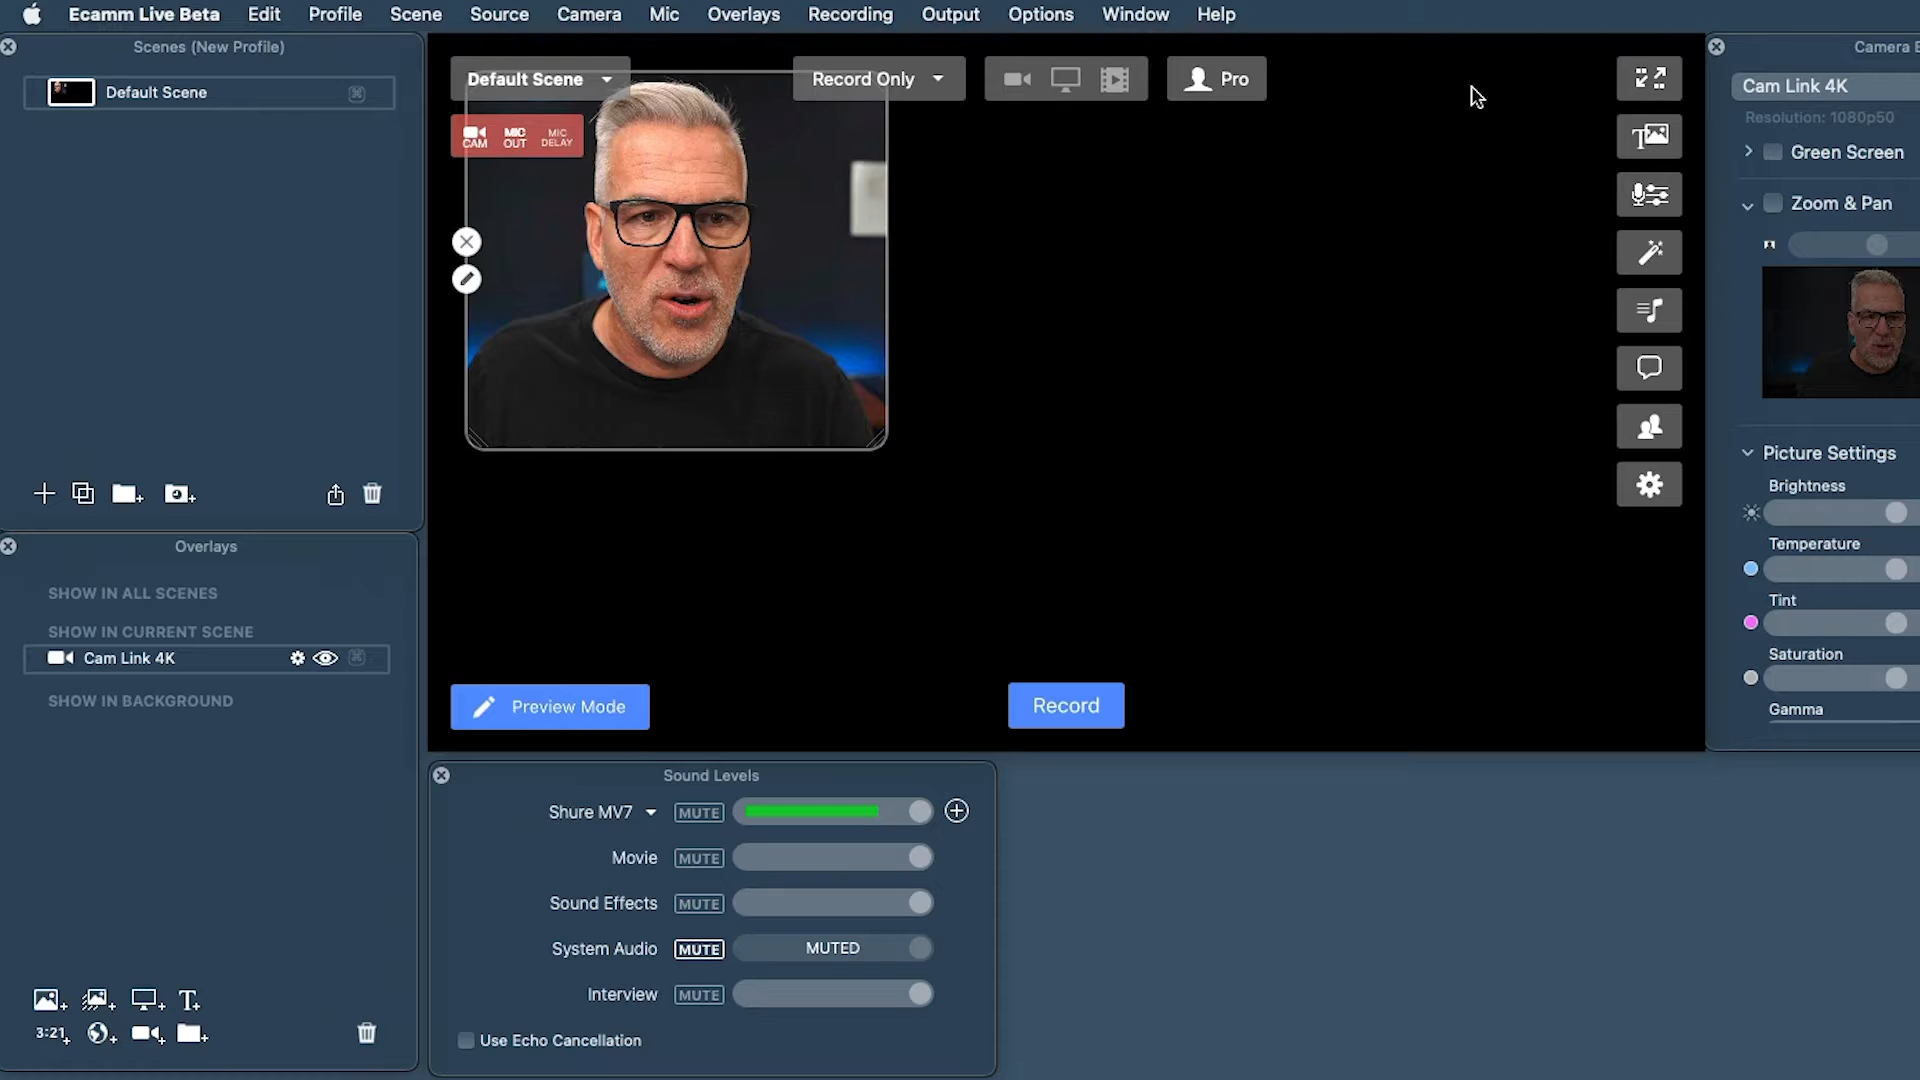 Ecamm Live Beta Edit Profile Scene Source Camera Mic Overlays Recording Output Options Window Help
Scenes (New Profile)
Default Scene
Overlays
SHOW IN ALL SCENES
SHOW IN CURRENT SCENE
Cam Link 4K
SHOW IN BACKGROUND
3:21
Default Scene
Record Only
Pro
CAM
MIC OUT
MIC DELAY
Preview Mode
Record
Sound Levels
Shure MV7 MUTE
Movie MUTE
Sound Effects MUTE
System Audio MUTE MUTED
Interview MUTE
Use Echo Cancellation
Camera E
Cam Link 4K
Resolution: 1080p50
Green Screen
Zoom & Pan
Picture Settings
Brightness
Temperature
Tint
Saturation
Gamma